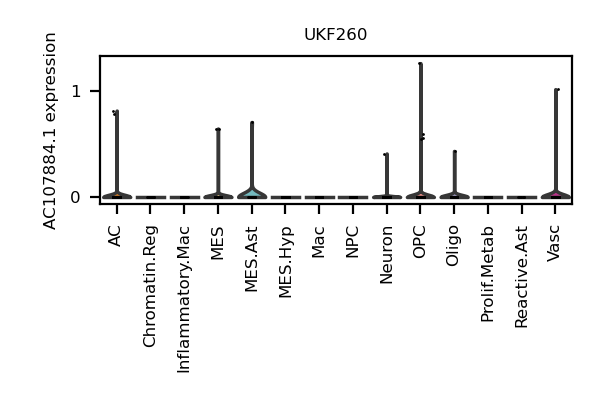 UKF260
AC107884.1 expression
1
0
AC
Chromatin.Reg
Inflammatory.Mac
MES
MES.Ast
MES.Hyp
Mac
NPC
Neuron
OPC
Oligo
Prolif.Metab
Reactive.Ast
Vasc